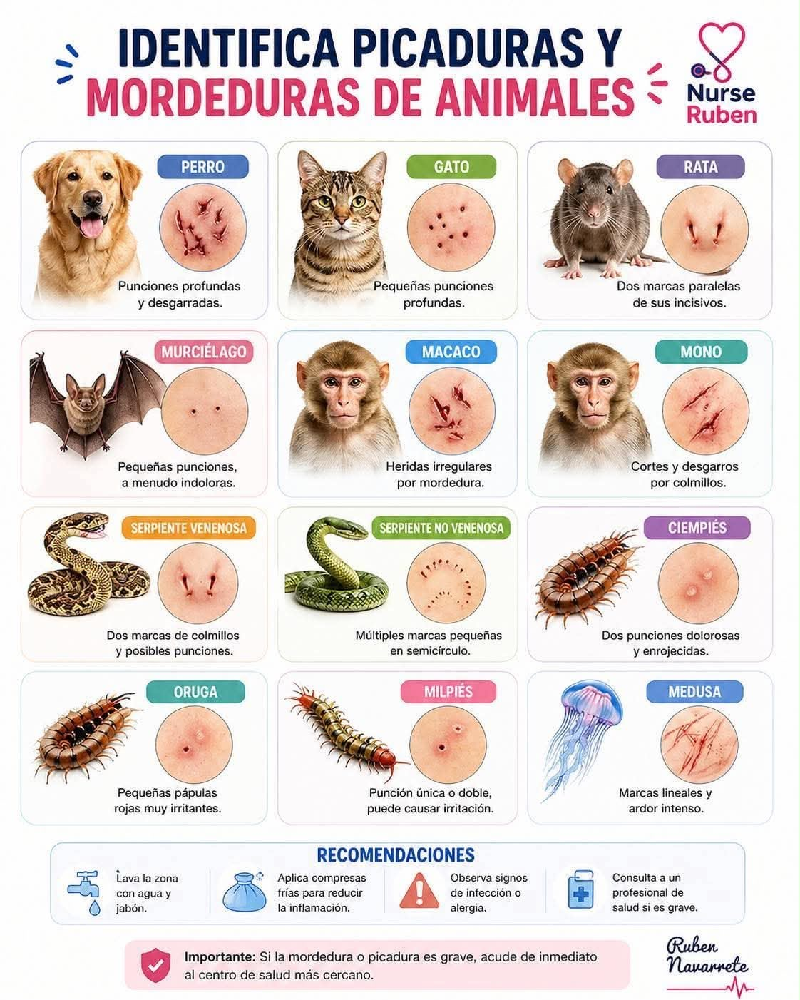 IDENTIFICA PICADURAS Y
MORDEDURAS DE ANIMALES
Nurse
Ruben
PERRO
Punciones profundas
y desgarradas.
GATO
Pequeñas punciones
profundas.
RATA
Dos marcas paralelas
de sus incisivos.
MURCIÉLAGO
Pequeñas punciones,
a menudo indoloras.
MACACO
Heridas irregulares
por mordedura.
MONO
Cortes y desgarros
por colmillos.
SERPIENTE VENENOSA
Dos marcas de colmillos
y posibles punciones.
SERPIENTE NO VENENOSA
Múltiples marcas pequeñas
en semicírculo.
CIEMPIÉS
Dos punciones dolorosas
y enrojecidas.
ORUGA
Pequeñas pápulas
rojas muy irritantes.
MILPIÉS
Punción única o doble,
puede causar irritación.
MEDUSA
Marcas lineales y
ardor intenso.
RECOMENDACIONES
Lava la zona
con agua y
jabón.
Aplica compresas
frías para reducir
la inflamación.
Observa signos
de infección o
alergia.
Consulta a un
profesional de
salud si es grave.
Importante: Si la mordedura o picadura es grave, acude de inmediato
al centro de salud más cercano.
Ruben
Navarrete